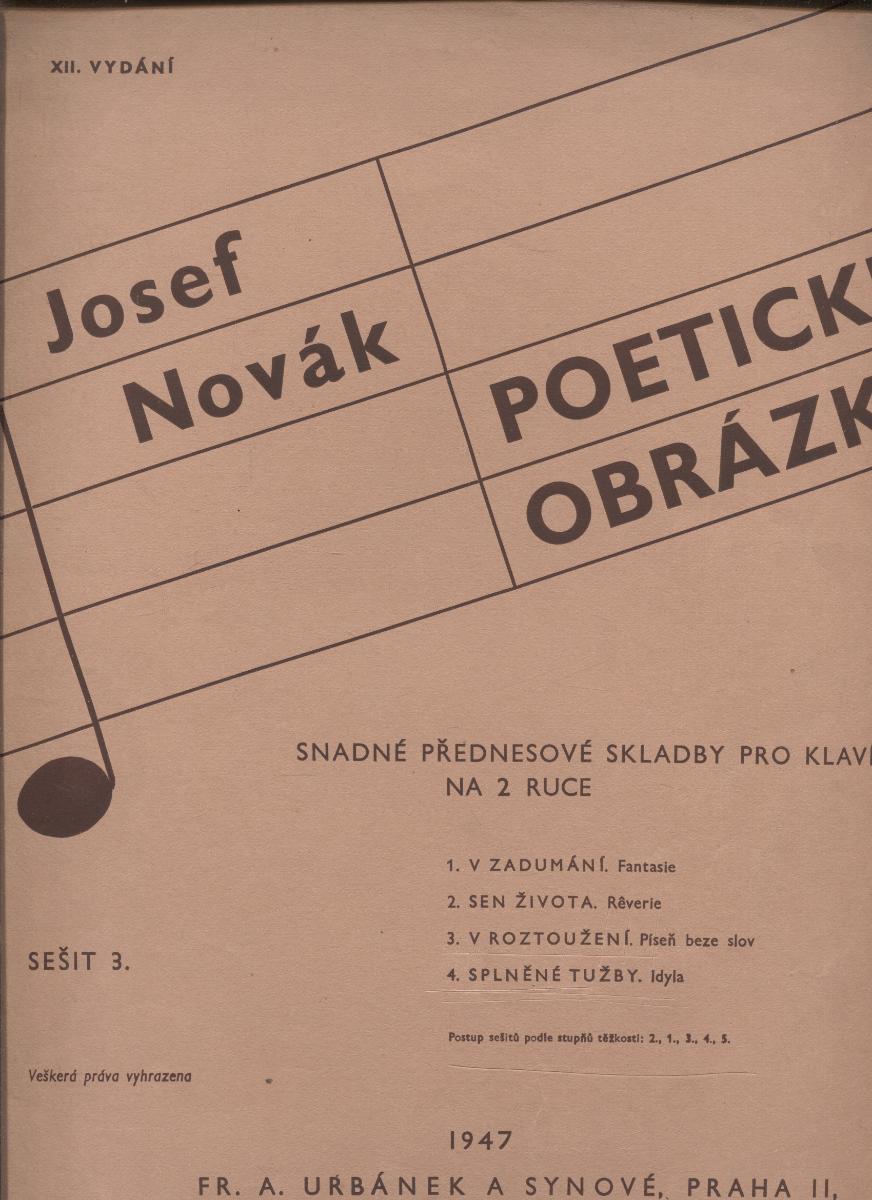 XII. VYDÁNÍ
Josef
Novák
POETICK
OBRÁZK
SNADNÉ PŘEDNESOVÉ SKLADBY PRO KLAVÍ
NA 2 RUCE
1. V ZADUMÁNÍ. Fantasie
2. SEN ŽIVOTA. Rêverie
3. V ROZTOUŽENÍ. Píseň beze slov
4. SPLNĚNÉ TUŽBY. Idyla
SEŠIT 3.
Postup sešitů podle stupňů těžkosti: 2., 1., 3., 4., 5.
Veškerá práva vyhrazena
1947
FR. A. URBÁNEK A SYNOVÉ, PRAHA II,